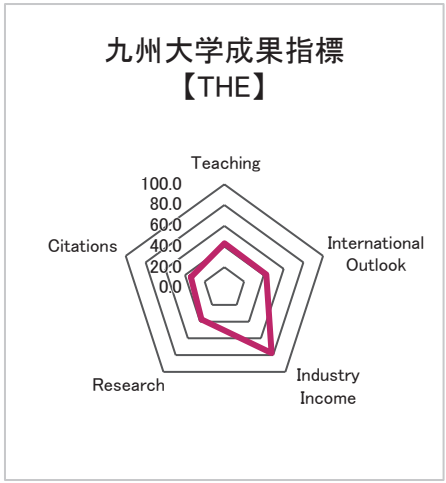 九州大学成果指標
【THE】
Teaching
100.0
80.0
60.0
40.0
20.0
0.0
Citations
International
Outlook
Research
Industry
Income